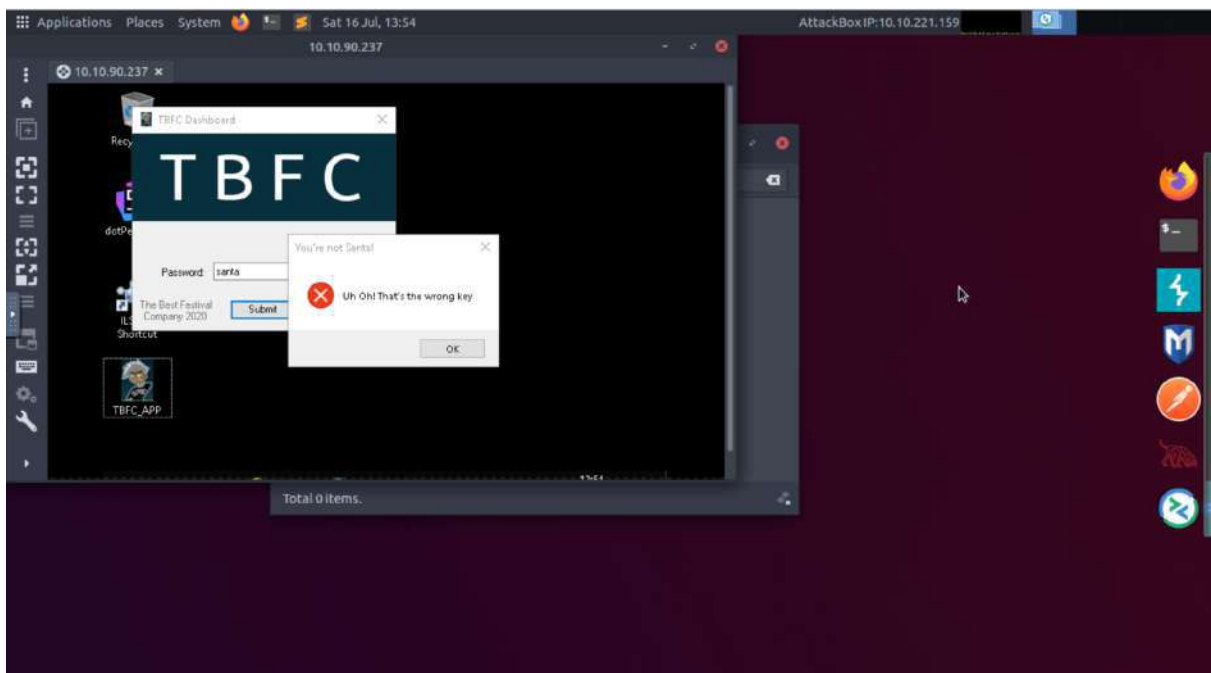 Applications Places System Sat 16 Jul, 13:54 AttackBox IP:10.10.221.159
10.10.90.237
10.10.90.237
TBFC Dashboard
T B F C
You're not Santa!
Password: santa
Uh Oh! That's the wrong key
The Best Festival
Company 2020
Submit
Shortcut
OK
TBFC_APP
Total 0 items.